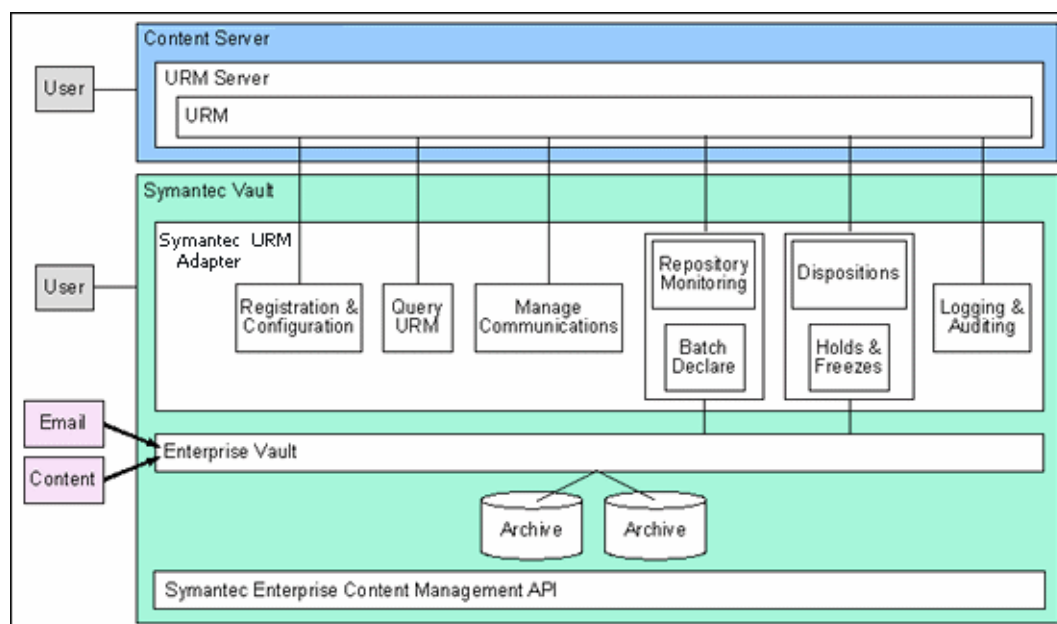 Content Server
URM Server
User
URM
Symantec Vault
Symantec URM
Adapter
User
Registration &
Configuration
Query
URM
Manage
Communications
Repository
Monitoring
Batch
Declare
Dispositions
Holds &
Freezes
Logging &
Auditing
Email
Content
Enterprise Vault
Archive
Archive
Symantec Enterprise Content Management API